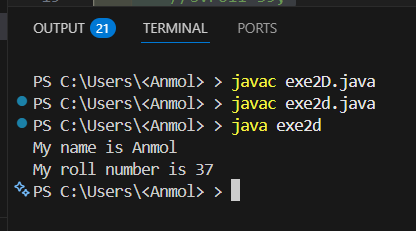 OUTPUT 21 TERMINAL PORTS
PS C:\Users\<Anmol> > javac exe2D.java
PS C:\Users\<Anmol> > javac exe2d.java
PS C:\Users\<Anmol> > java exe2d
My name is Anmol
My roll number is 37
PS C:\Users\<Anmol> >